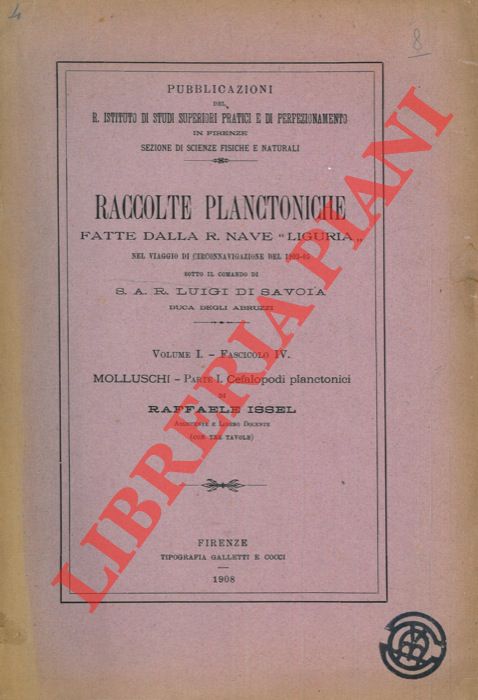 4
8
PUBBLICAZIONI
DEL
R. ISTITUTO DI STUDI SUPERIORI PRATICI E DI PERFEZIONAMENTO
IN FIRENZE
SEZIONE DI SCIENZE FISICHE E NATURALI
RACCOLTE PLANCTONICHE
FATTE DALLA R. NAVE “LIGURIA„
NEL VIAGGIO DI CIRCONNAVIGAZIONE DEL 1903-05
SOTTO IL COMANDO DI
S. A. R. LUIGI DI SAVOIA
DUCA DEGLI ABRUZZI
VOLUME I. – FASCICOLO IV.
MOLLUSCHI – PARTE I. Cefalopodi planctonici
DI
RAFFAELE ISSEL
ASSISTENTE E LIBERO DOCENTE
(CON TRE TAVOLE)
FIRENZE
TIPOGRAFIA GALLETTI E COCCI
1908
LIBRERIA PIANI